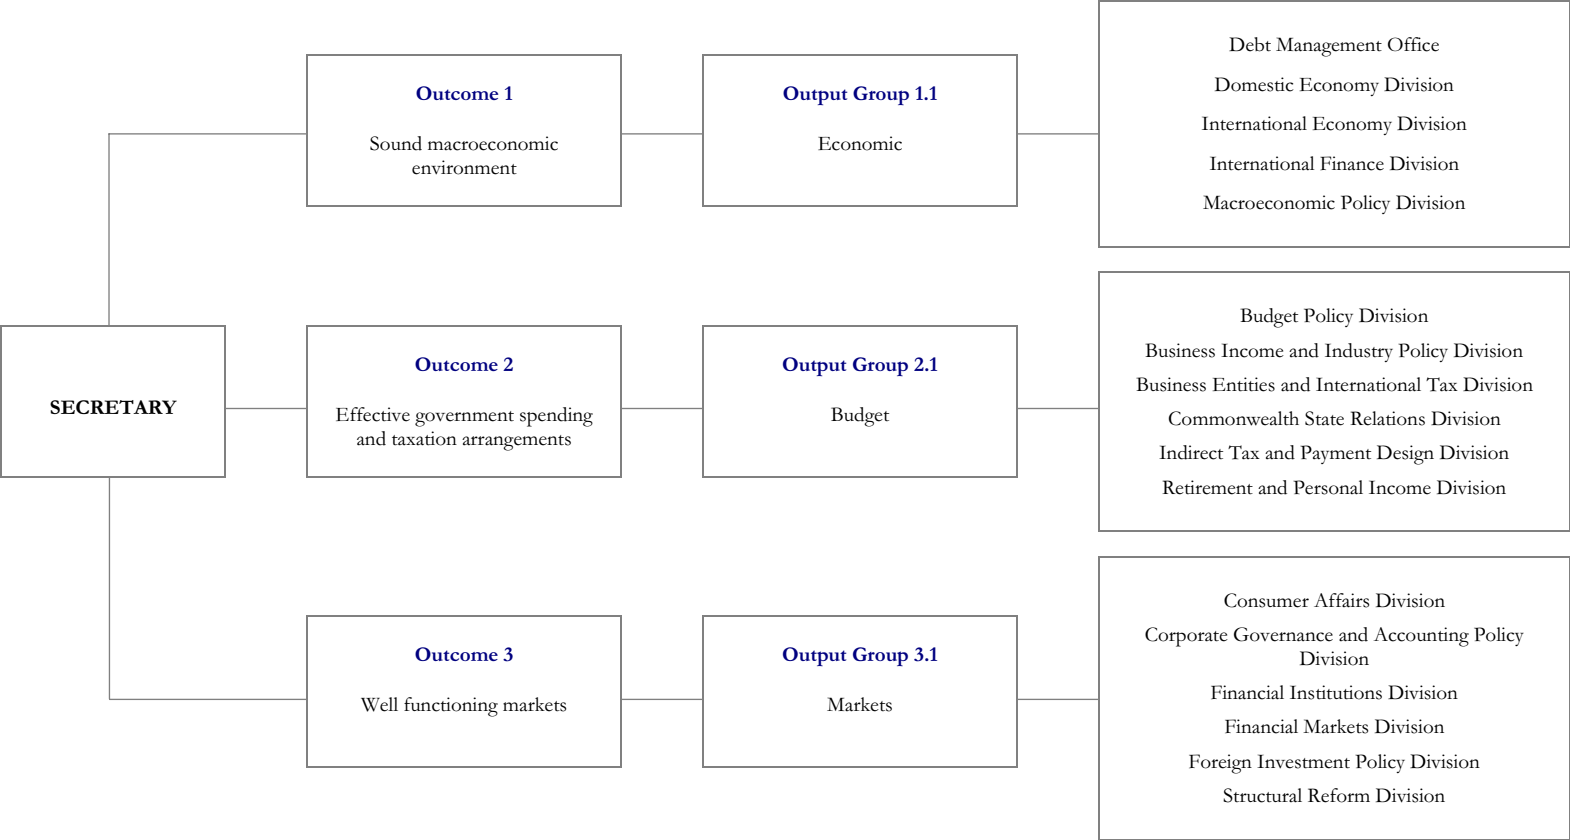 SECRETARY
Outcome 1
Sound macroeconomic
environment
Output Group 1.1
Economic
Debt Management Office
Domestic Economy Division
International Economy Division
International Finance Division
Macroeconomic Policy Division
Outcome 2
Effective government spending
and taxation arrangements
Output Group 2.1
Budget
Budget Policy Division
Business Income and Industry Policy Division
Business Entities and International Tax Division
Commonwealth State Relations Division
Indirect Tax and Payment Design Division
Retirement and Personal Income Division
Outcome 3
Well functioning markets
Output Group 3.1
Markets
Consumer Affairs Division
Corporate Governance and Accounting Policy
Division
Financial Institutions Division
Financial Markets Division
Foreign Investment Policy Division
Structural Reform Division